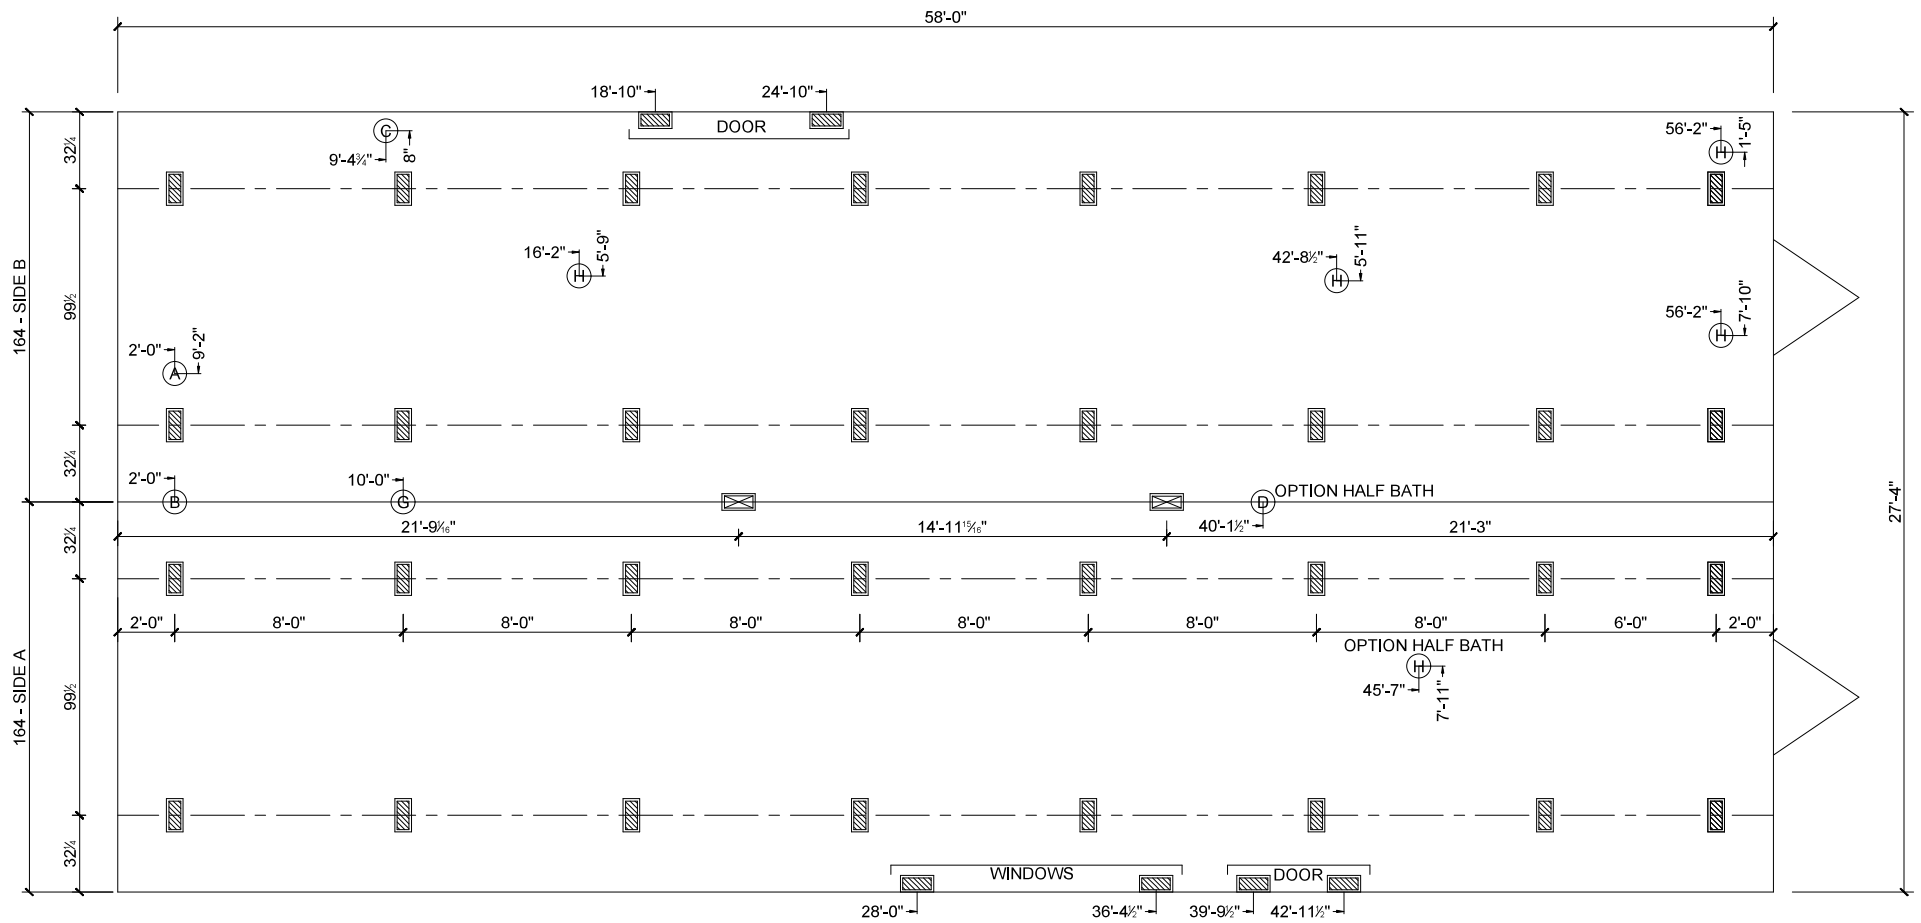 58'-0"
18'-10"
24'-10"
DOOR
C
9'-4¾"
8"
56'-2"
1'-5"
H
32¼
16'-2"
5'-9"
H
42'-8½"
5'-11"
H
164 - SIDE B
99½
56'-2"
7'-10"
H
2'-0"
9'-2"
A
32¼
2'-0"
B
10'-0"
G
D
OPTION HALF BATH
27'-4"
32¼
21'-9 1/16"
14'-11 15/16"
40'-1½"
21'-3"
2'-0"
8'-0"
8'-0"
8'-0"
8'-0"
8'-0"
8'-0"
6'-0"
2'-0"
OPTION HALF BATH
H
45'-7"
7'-11"
164 - SIDE A
99½
32¼
WINDOWS
DOOR
28'-0"
36'-4½"
39'-9½"
42'-11½"